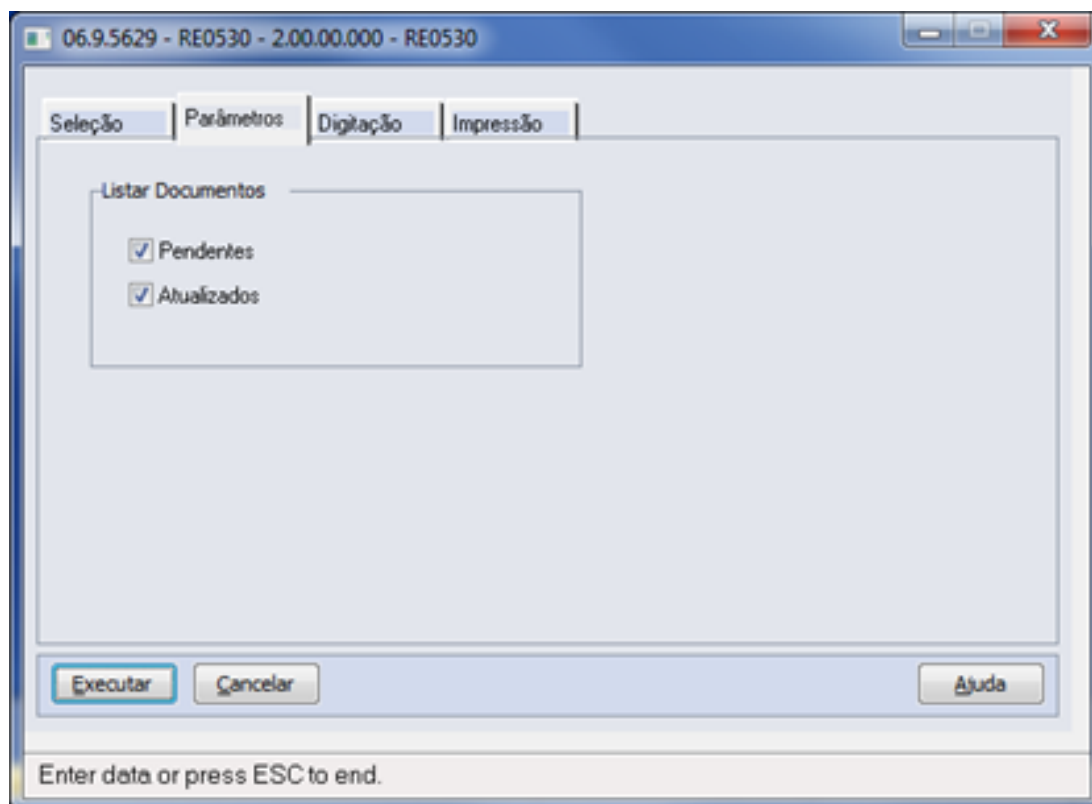 06.9.5629 - RE0530 - 2.00.00.000 - RE0530
Seleção Parâmetros Digitação Impressão
Listar Documentos
Pendentes
Atualizados
Executar Cancelar Ajuda
Enter data or press ESC to end.